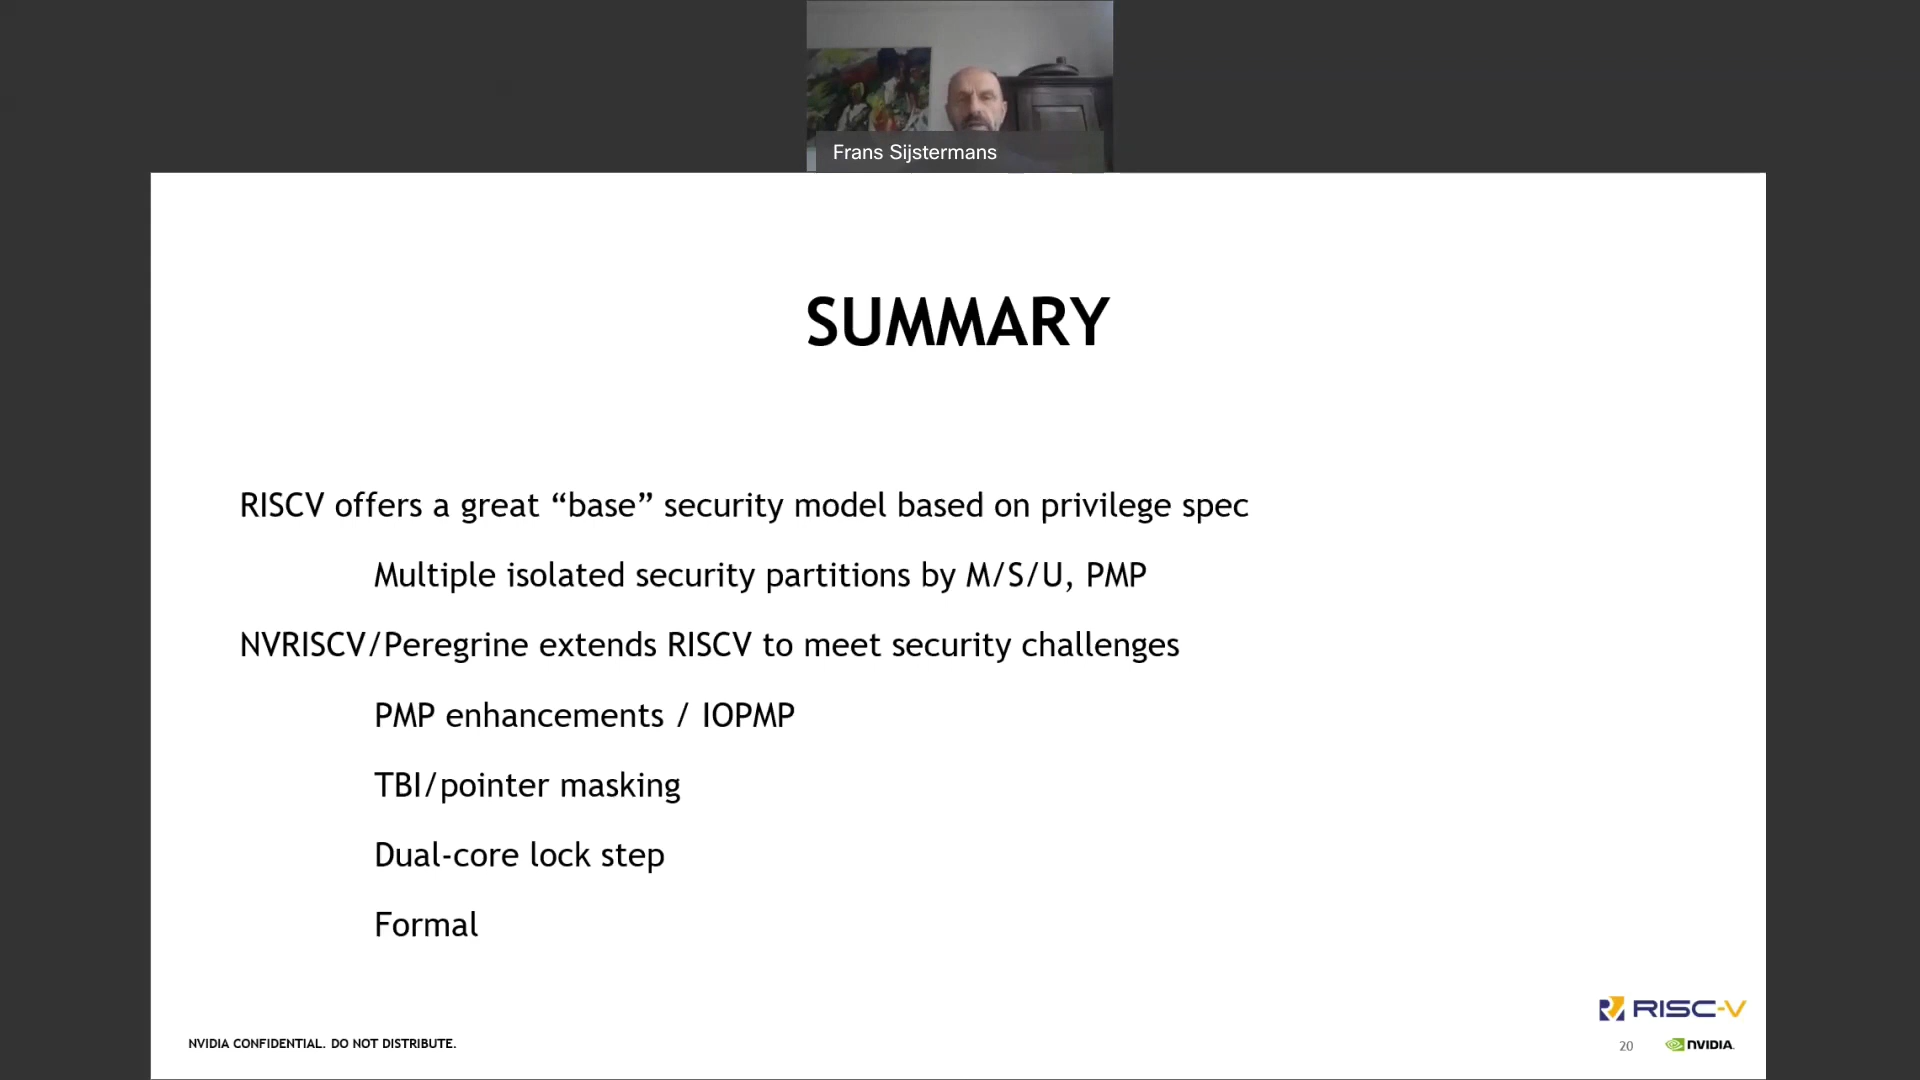 Frans Sijstermans
SUMMARY
RISCV offers a great “base” security model based on privilege spec
Multiple isolated security partitions by M/S/U, PMP
NVRISCV/Peregrine extends RISCV to meet security challenges
PMP enhancements / IOPMP
TBI/pointer masking
Dual-core lock step
Formal
RISC-V
NVIDIA CONFIDENTIAL. DO NOT DISTRIBUTE.
20
NVIDIA.